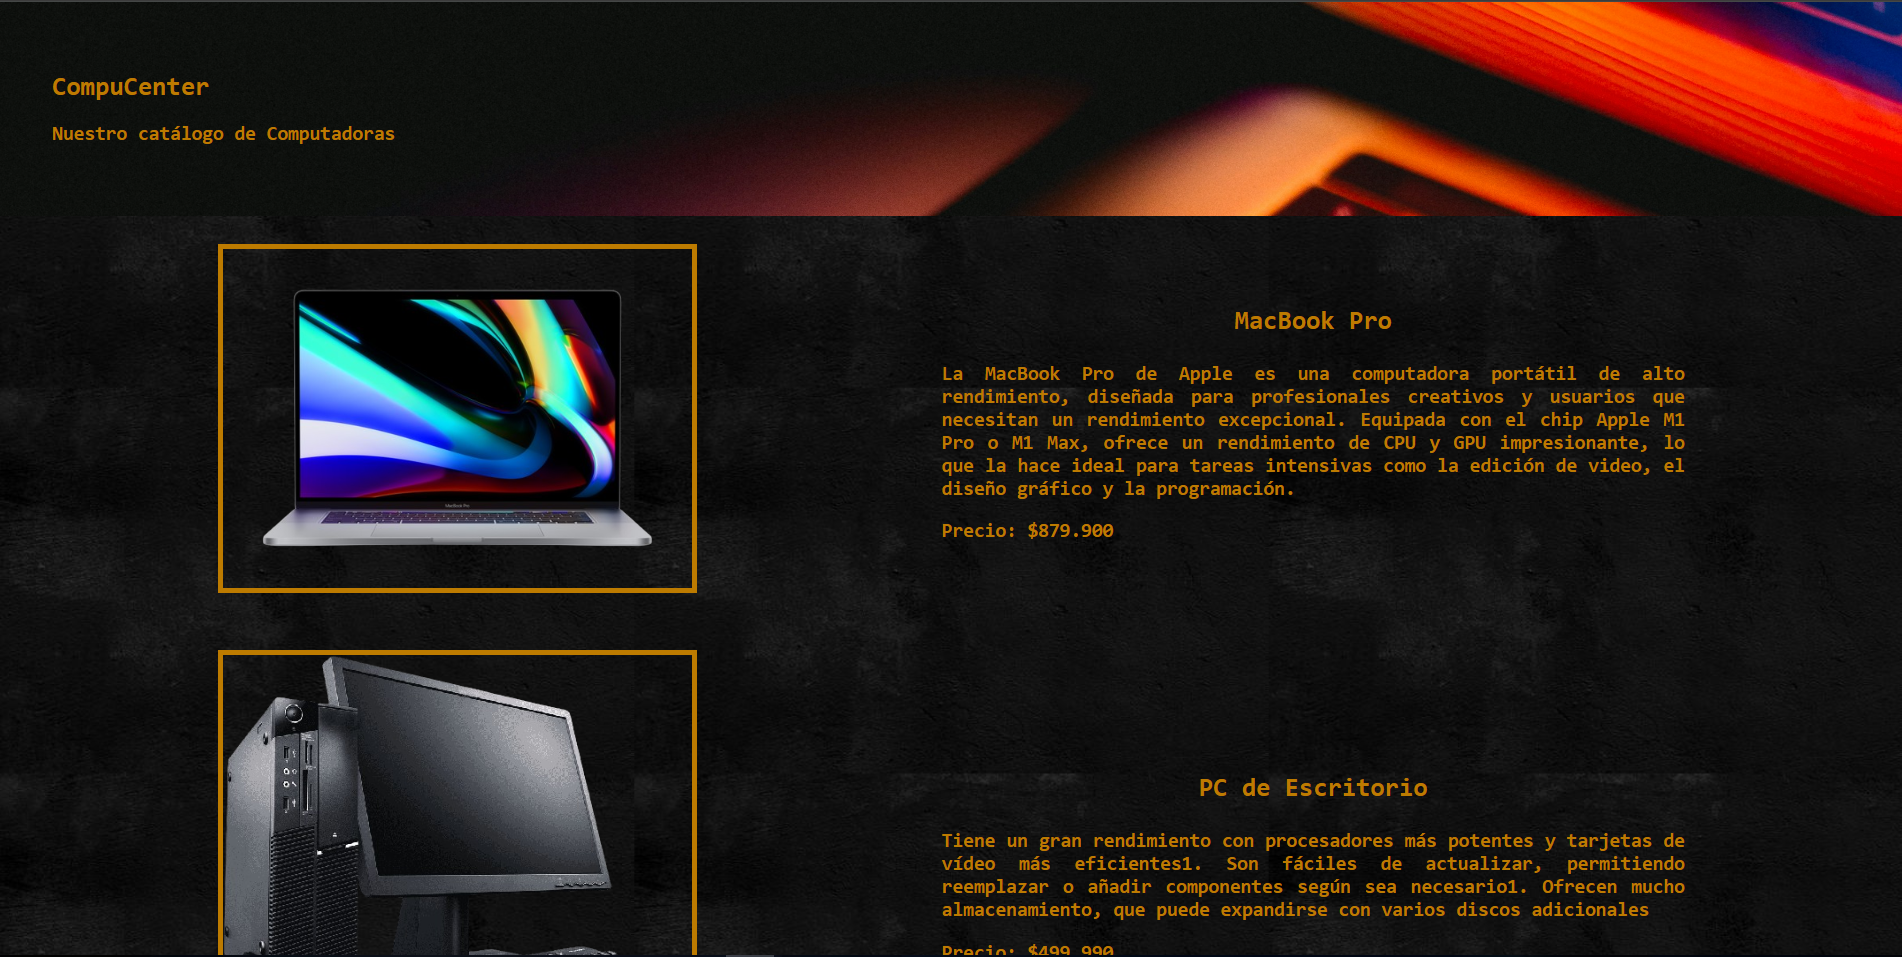 CompuCenter
Nuestro catálogo de Computadoras
MacBook Pro
La MacBook Pro de Apple es una computadora portátil de alto
rendimiento, diseñada para profesionales creativos y usuarios que
necesitan un rendimiento excepcional. Equipada con el chip Apple M1
Pro o M1 Max, ofrece un rendimiento de CPU y GPU impresionante, lo
que la hace ideal para tareas intensivas como la edición de video, el
diseño gráfico y la programación.
Precio: $879.900
MacBook Pro
PC de Escritorio
Tiene un gran rendimiento con procesadores más potentes y tarjetas de
vídeo más eficientes1. Son fáciles de actualizar, permitiendo
reemplazar o añadir componentes según sea necesario1. Ofrecen mucho
almacenamiento, que puede expandirse con varios discos adicionales
Precio: $499.990